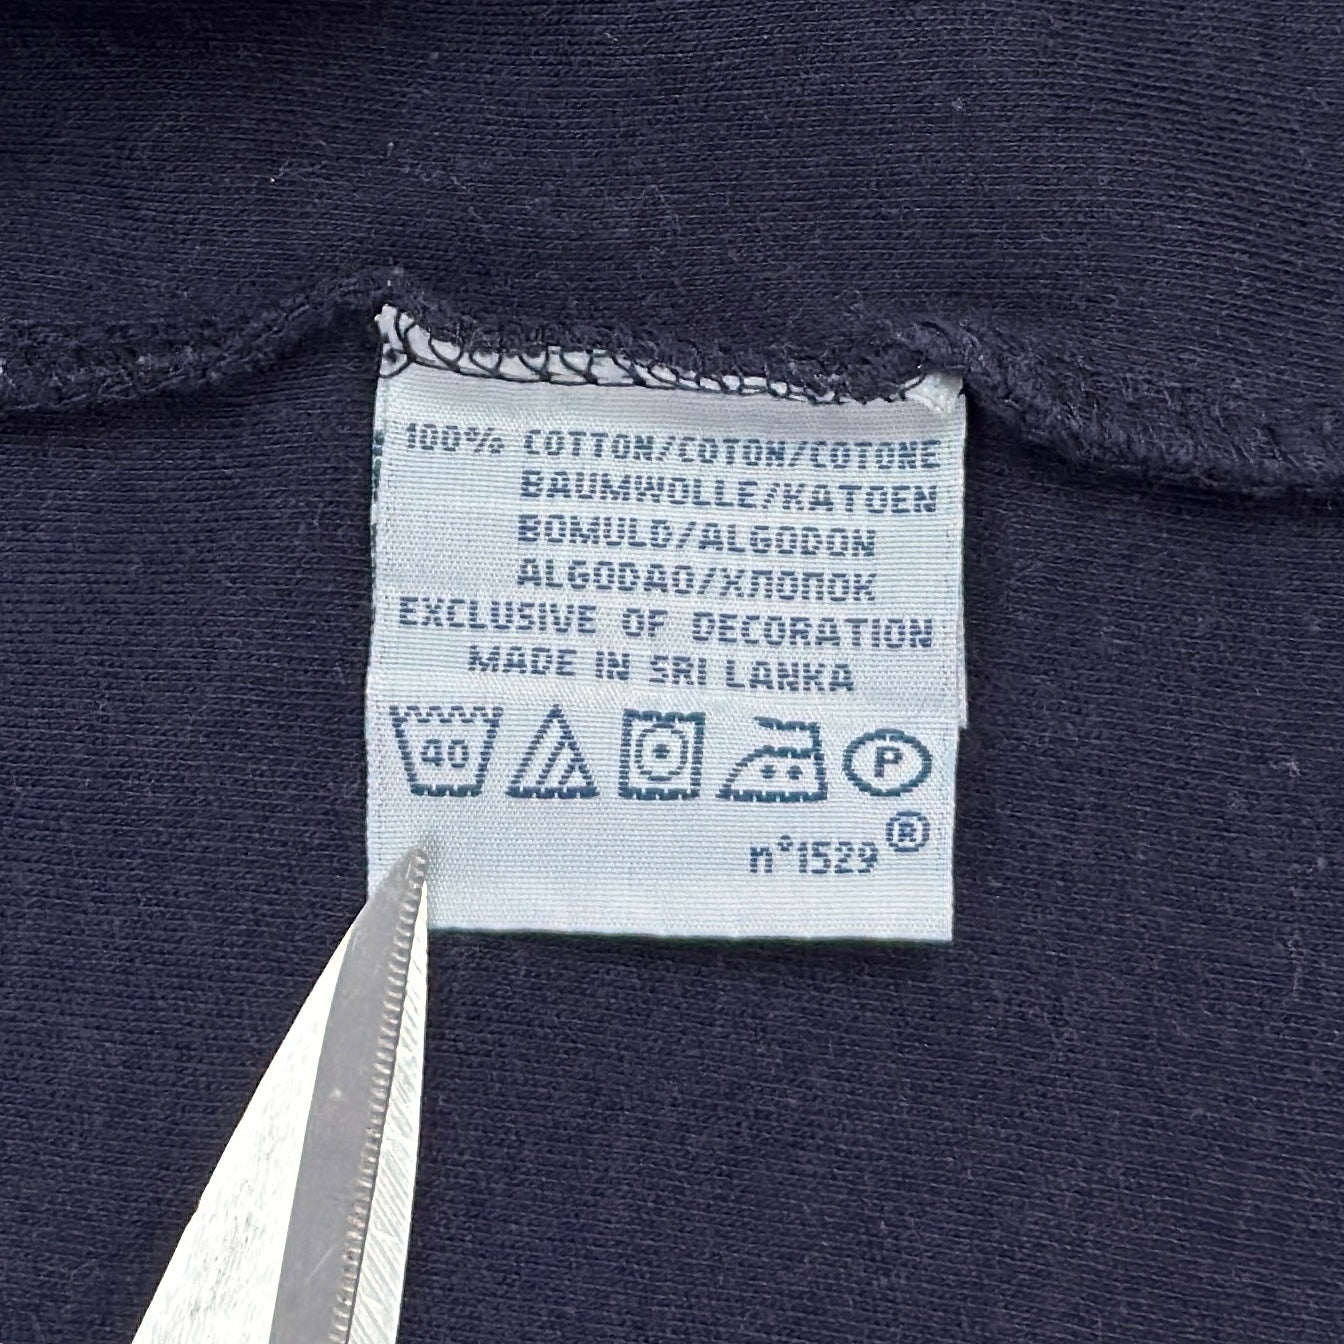 100% COTTON/COTON/COTONE
BAUMWOLLE/KATOEN
BOMULD/ALGODON
ALGODAO/ХЛОПОК
EXCLUSIVE OF DECORATION
MADE IN SRI LANKA
40 P
n°1529®